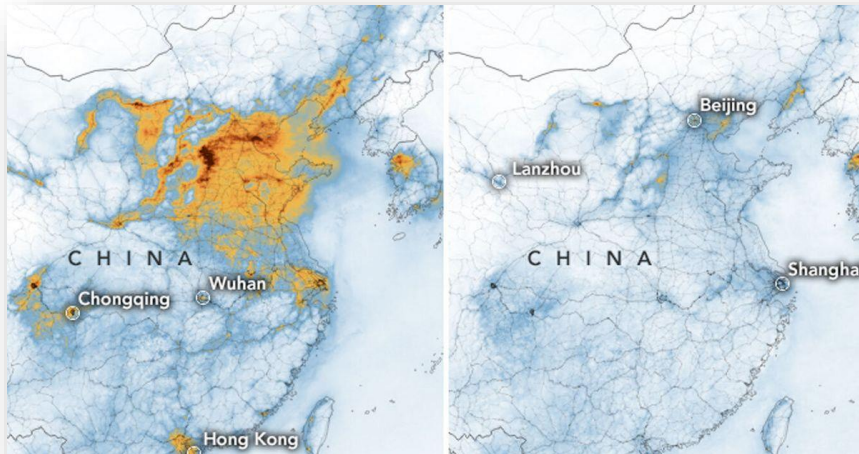 CHINA
Wuhan
Chongqing
Hong Kong
Beijing
Lanzhou
CHINA
Shangha